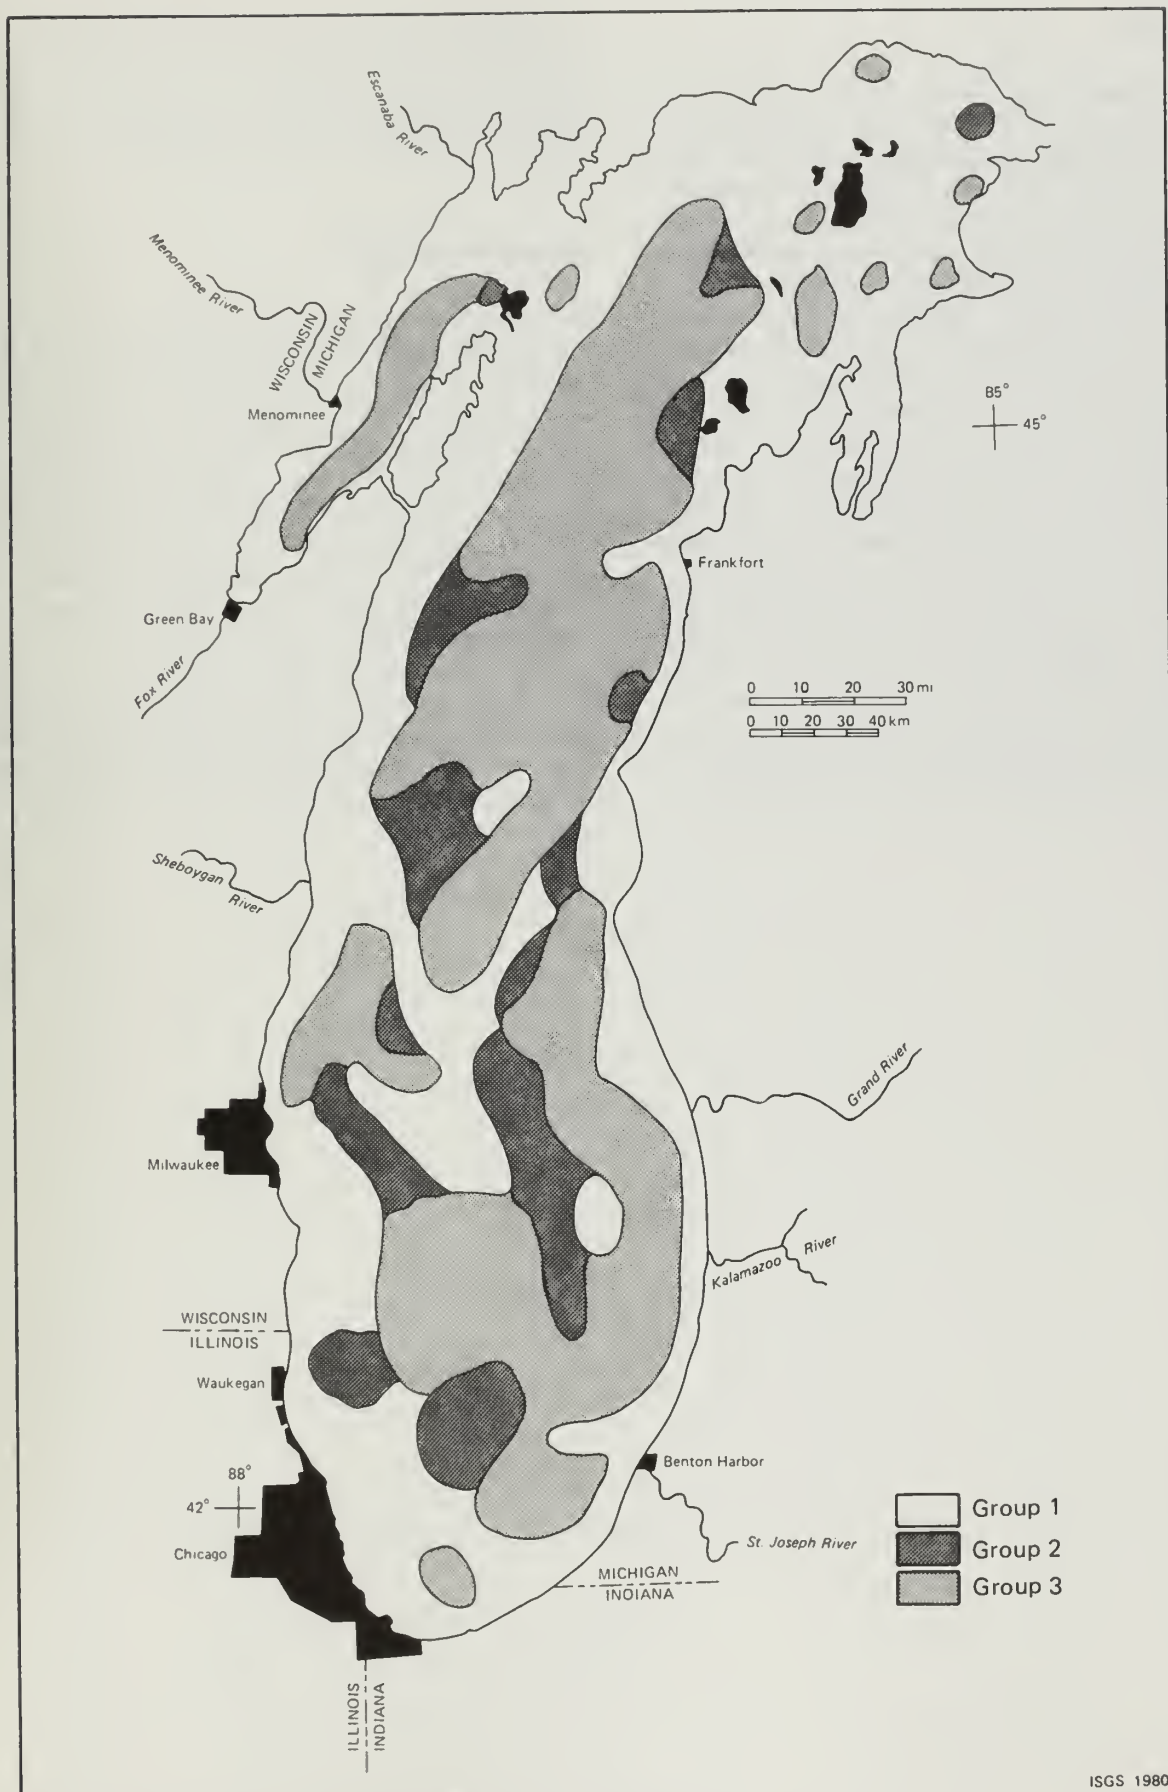 Escanaba
River
Menominee River
WISCONSIN
MICHIGAN
Menominee
85°
45°
Frankfort
Green Bay
Fox River
0 10 20 30 mi
0 10 20 30 40 km
Sheboygan
River
Grand River
Milwaukee
Kalamazoo River
WISCONSIN
ILLINOIS
Waukegan
88°
42°
Benton Harbor
Chicago
St. Joseph River
MICHIGAN
INDIANA
Group 1
Group 2
Group 3
ILLINOIS
INDIANA
ISGS 1980